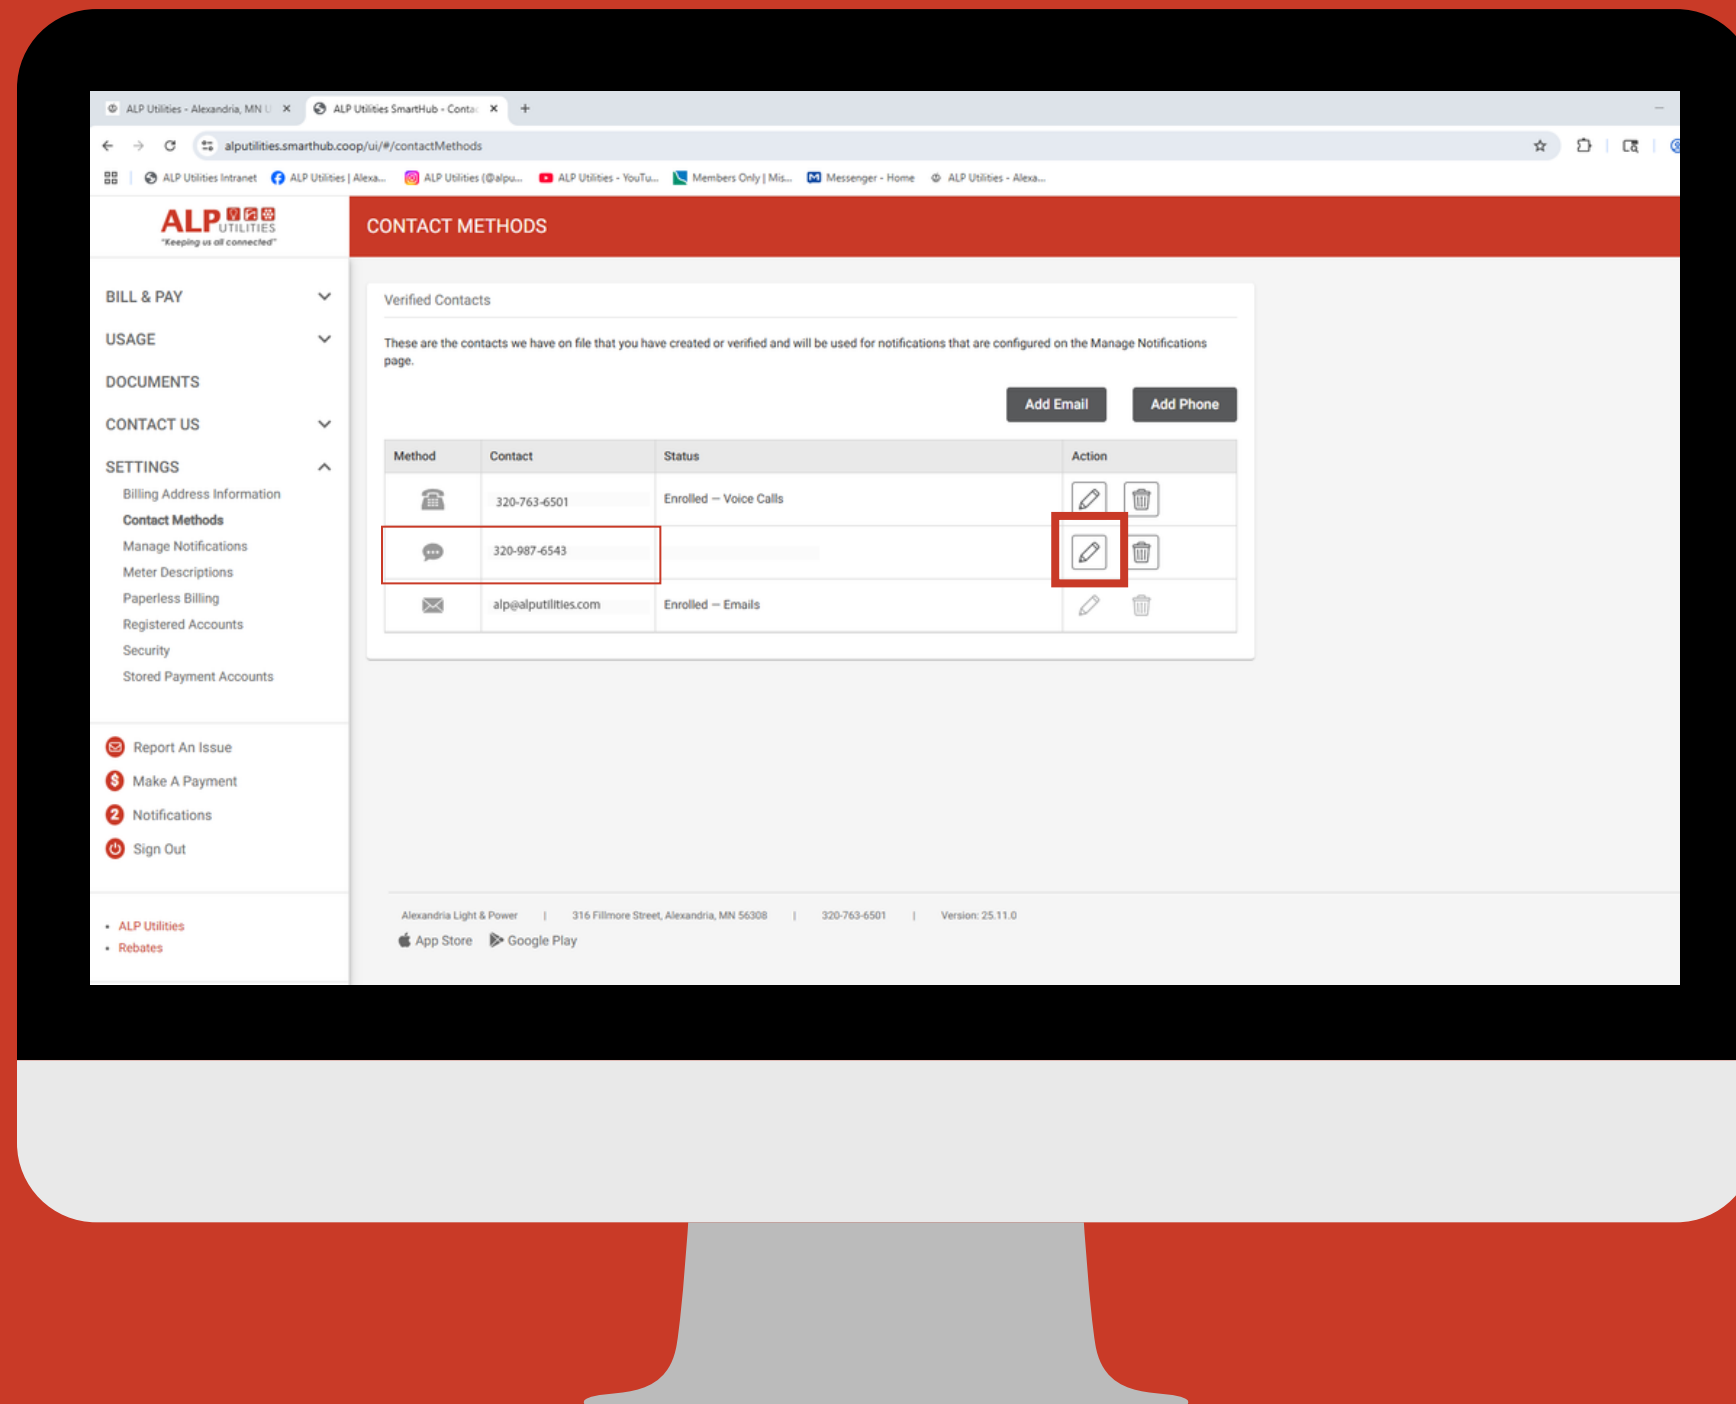 ALP Utilities - Alexandria, MN U
ALP Utilities SmartHub - Contac
alputilities.smarthub.coop/ui/#/contactMethods
ALP Utilities Intranet
ALP Utilities | Alexa...
ALP Utilities (@alpu...
ALP Utilities - YouTu...
Members Only | Mis...
Messenger - Home
ALP Utilities - Alexa...
ALP
UTILITIES
"Keeping us all connected"
CONTACT METHODS
BILL & PAY
USAGE
DOCUMENTS
CONTACT US
SETTINGS
Billing Address Information
Contact Methods
Manage Notifications
Meter Descriptions
Paperless Billing
Registered Accounts
Security
Stored Payment Accounts
Report An Issue
$ Make A Payment
2 Notifications
Sign Out
• ALP Utilities
• Rebates
Verified Contacts
These are the contacts we have on file that you have created or verified and will be used for notifications that are configured on the Manage Notifications
page.
Add Email Add Phone
Method Contact Status Action
320-763-6501 Enrolled — Voice Calls
320-987-6543
alp@alputilities.com Enrolled — Emails
Alexandria Light & Power | 316 Fillmore Street, Alexandria, MN 56308 | 320-763-6501 | Version: 25.11.0
App Store Google Play